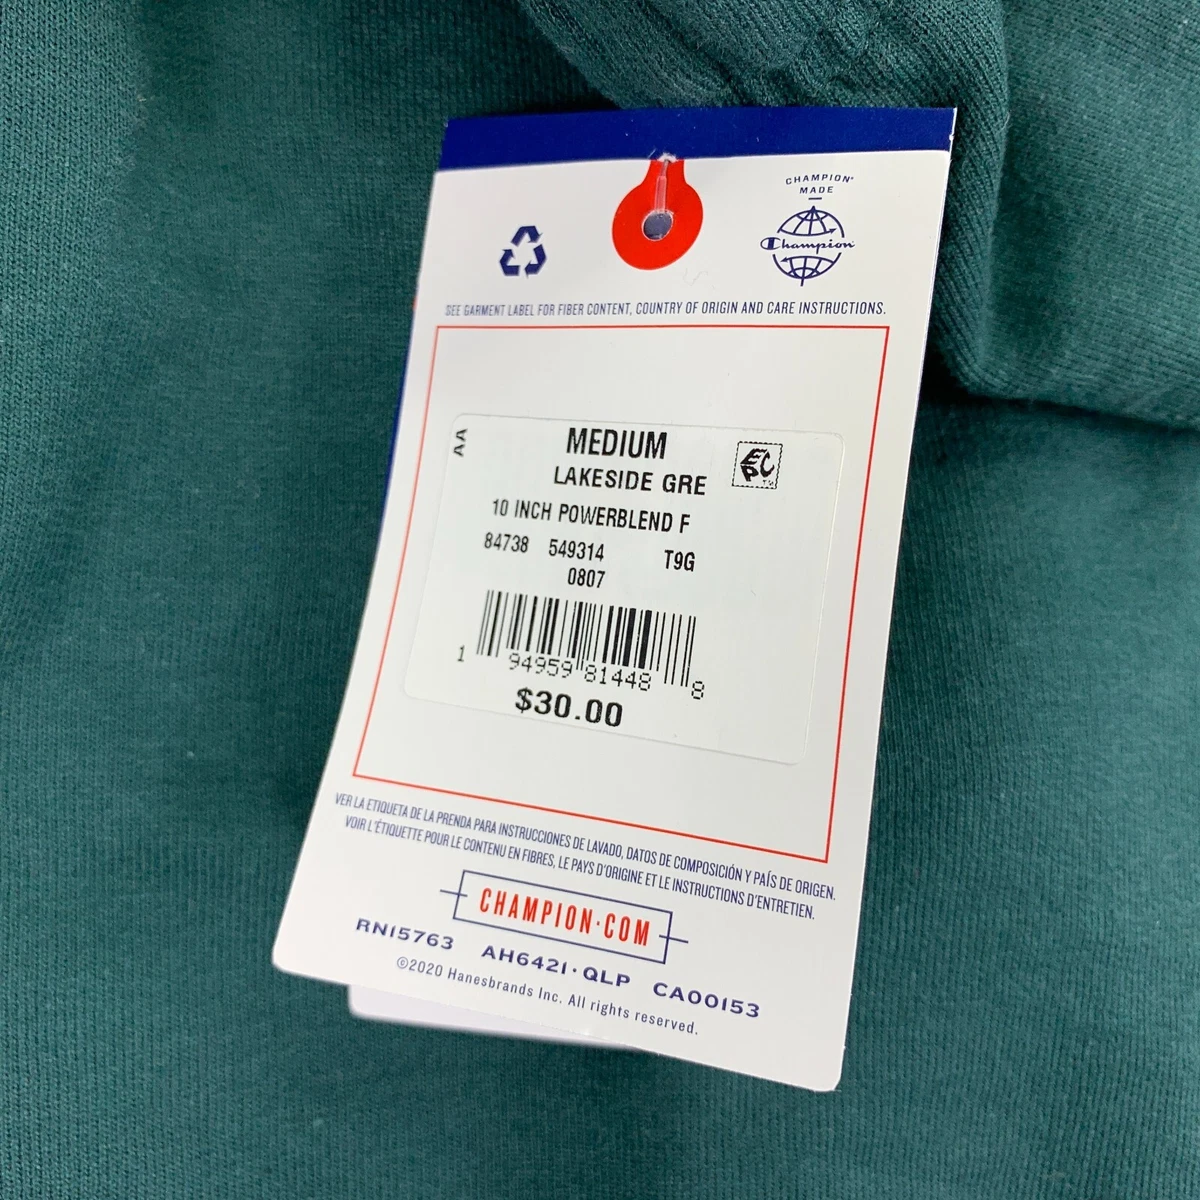 CHAMPION®
MADE
Champion
SEE GARMENT LABEL FOR FIBER CONTENT, COUNTRY OF ORIGIN AND CARE INSTRUCTIONS.
AA
MEDIUM
EPC TM
LAKESIDE GRE
10 INCH POWERBLEND F
84738 549314 T9G
0807
1 94959 81448 8
$30.00
VER LA ETIQUETA DE LA PRENDA PARA INSTRUCCIONES DE LAVADO, DATOS DE COMPOSICIÓN Y PAÍS DE ORIGEN.
VOIR L'ÉTIQUETTE POUR LE CONTENU EN FIBRES, LE PAYS D'ORIGINE ET LE INSTRUCTIONS D'ENTRETIEN.
CHAMPION·COM
RN15763 AH6421·QLP CA00153
©2020 Hanesbrands Inc. All rights reserved.